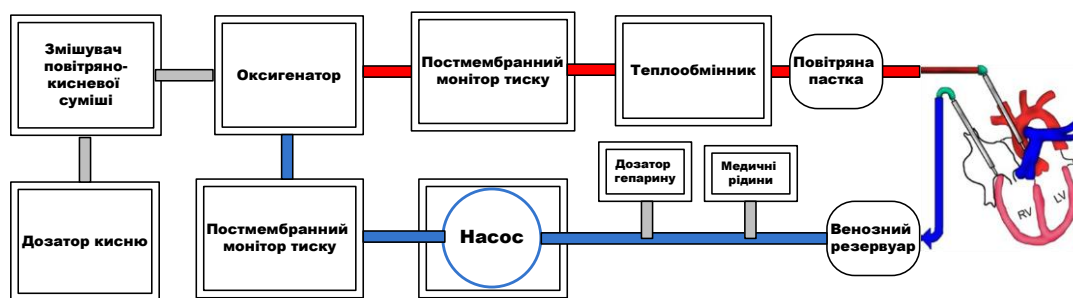 Змішувач
повітряно-
кисневої
суміші
Оксигенатор
Постмембранний
монітор тиску
Теплообмінник
Повітряна
пастка
Дозатор
гепарину
Медичні
рідини
Дозатор кисню
Постмембранний
монітор тиску
Насос
Венозний
резервуар
RV
LV